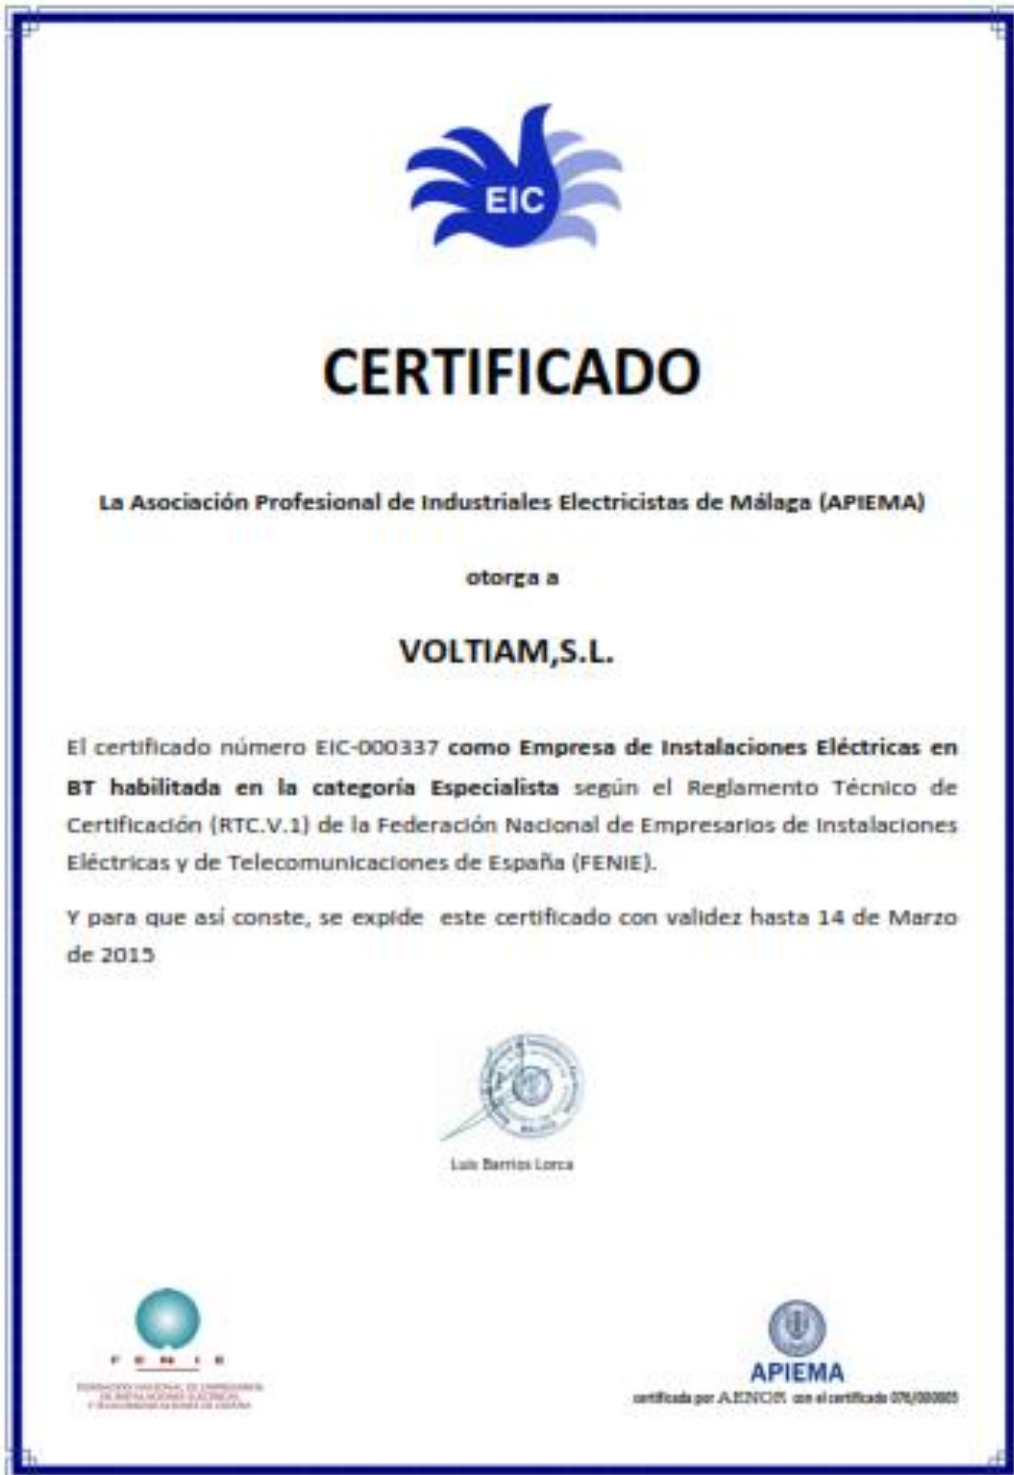 EIC
CERTIFICADO
La Asociación Profesional de Industriales Electricistas de Málaga (APIEMA)
otorga a
VOLTIAM,S.L.
El certificado número EIC-000337 como Empresa de Instalaciones Eléctricas en
BT habilitada en la categoría Especialista según el Reglamento Técnico de
Certificación (RTC.V.1) de la Federación Nacional de Empresarios de Instalaciones
Eléctricas y de Telecomunicaciones de España (FENIE).
Y para que así conste, se expide este certificado con validez hasta 14 de Marzo
de 2015
Luis Barrios Lorca
FENIE
APIEMA
certificada por AENOR con el certificado